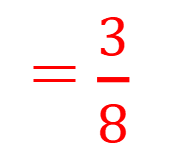 = 3/8